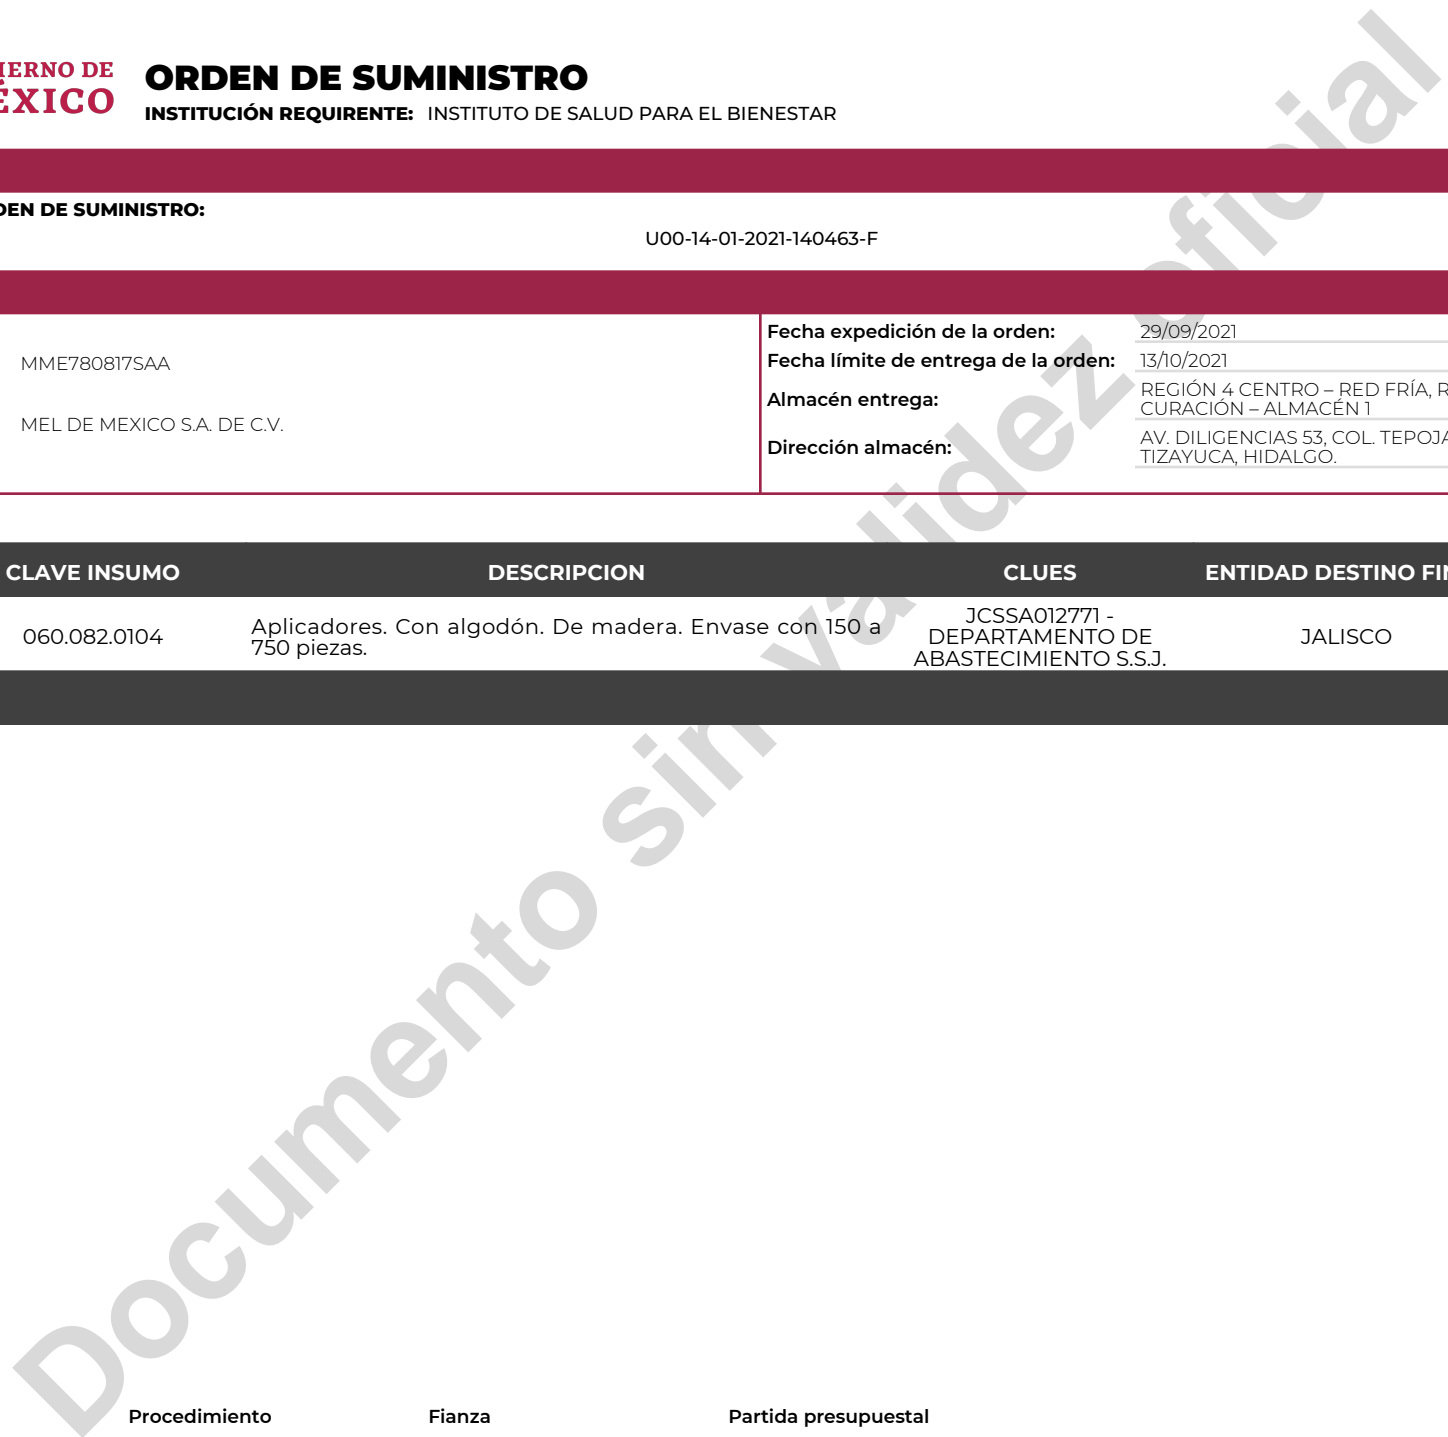 IERNO DE
ÉXICO
ORDEN DE SUMINISTRO
INSTITUCIÓN REQUIRENTE: INSTITUTO DE SALUD PARA EL BIENESTAR
DEN DE SUMINISTRO:
U00-14-01-2021-140463-F
MME780817SAA
MEL DE MEXICO S.A. DE C.V.
Fecha expedición de la orden: 29/09/2021
Fecha límite de entrega de la orden: 13/10/2021
Almacén entrega: REGIÓN 4 CENTRO – RED FRÍA, R
CURACIÓN – ALMACÉN 1
Dirección almacén: AV. DILIGENCIAS 53, COL. TEPOJA
TIZAYUCA, HIDALGO.
CLAVE INSUMO DESCRIPCION CLUES ENTIDAD DESTINO FIN
060.082.0104
Aplicadores. Con algodón. De madera. Envase con 150 a
750 piezas.
JCSSA012771 -
DEPARTAMENTO DE
ABASTECIMIENTO S.S.J.
JALISCO
Documento sin validez oficial
Procedimiento Fianza Partida presupuestal